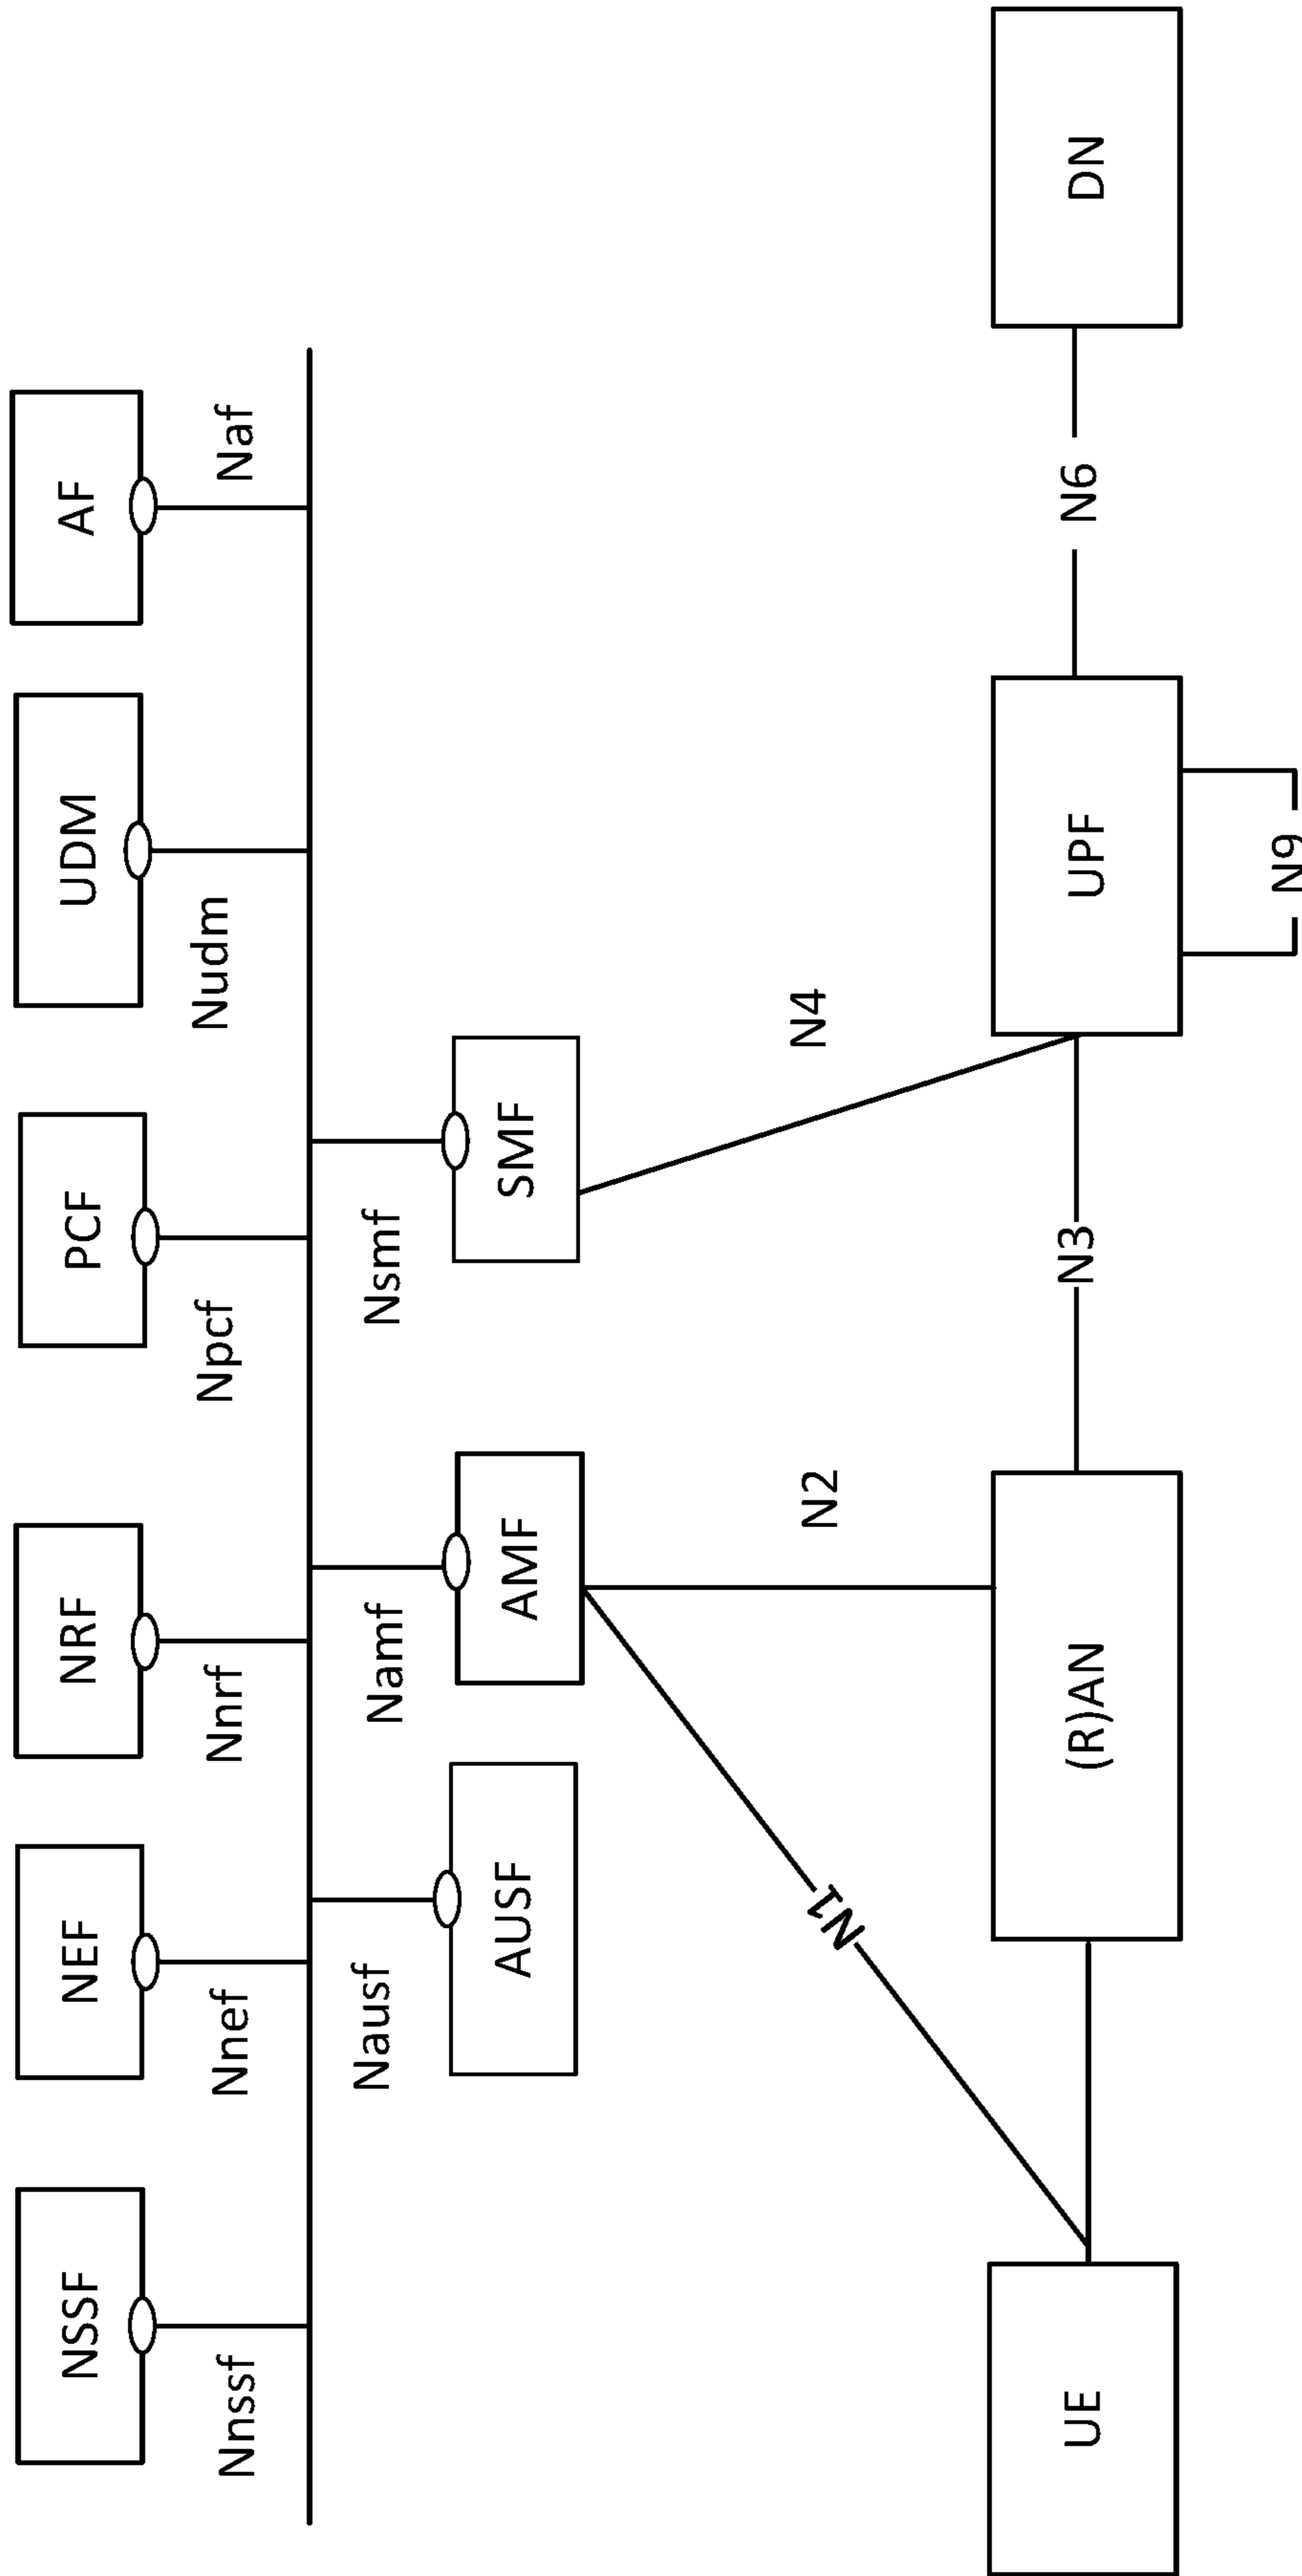 NSSF
NEF
NRF
PCF
UDM
AF
Nnssf
Nnef
Nnrf
Npcf
Nudm
Naf
Nausf
Namf
Nsmf
AUSF
AMF
SMF
N1
N2
N4
UE
(R)AN
N3
UPF
N6
DN
N9